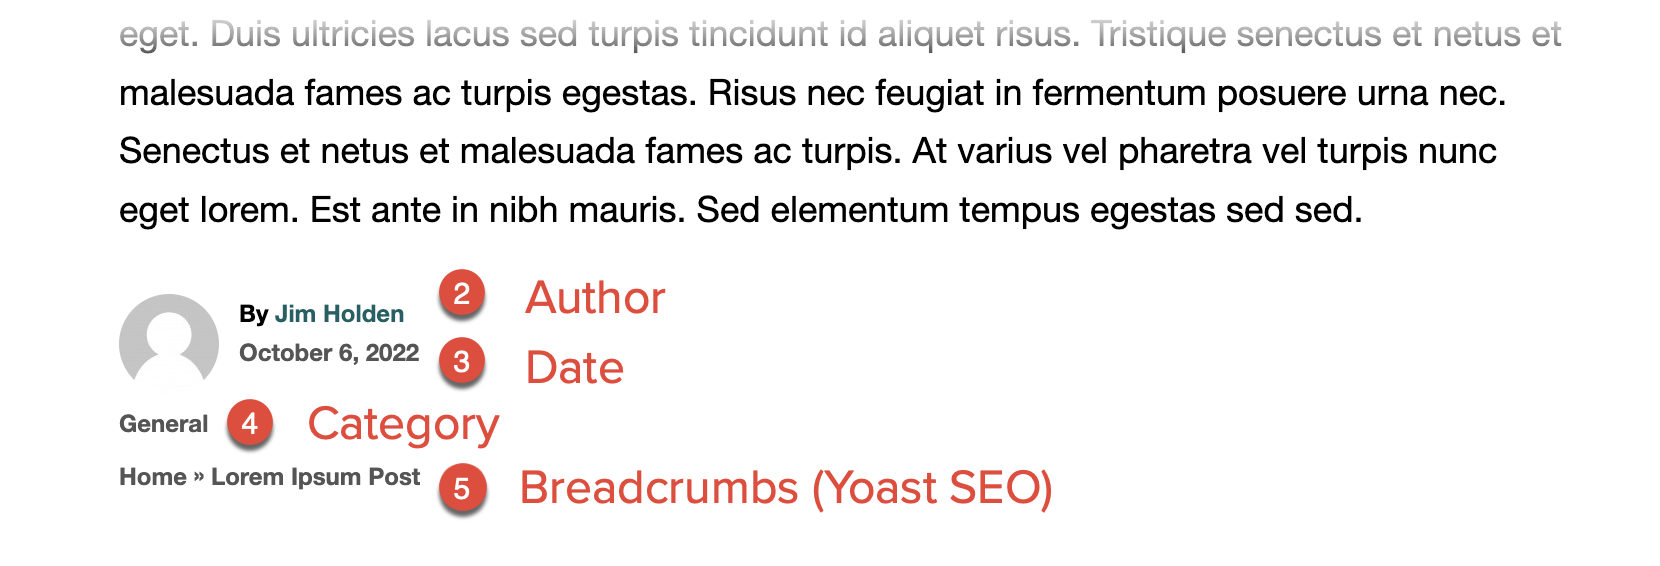 eget. Duis ultricies lacus sed turpis tincidunt id aliquet risus. Tristique senectus et netus et
malesuada fames ac turpis egestas. Risus nec feugiat in fermentum posuere urna nec.
Senectus et netus et malesuada fames ac turpis. At varius vel pharetra vel turpis nunc
eget lorem. Est ante in nibh mauris. Sed elementum tempus egestas sed sed.
By Jim Holden 2 Author
October 6, 2022 3 Date
General 4 Category
Home » Lorem Ipsum Post 5 Breadcrumbs (Yoast SEO)